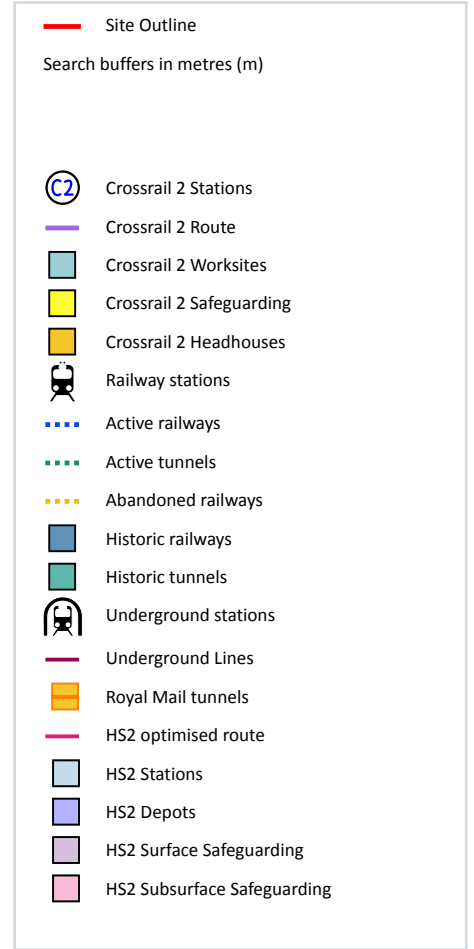 Site Outline
Search buffers in metres (m)
C2 Crossrail 2 Stations
Crossrail 2 Route
Crossrail 2 Worksites
Crossrail 2 Safeguarding
Crossrail 2 Headhouses
Railway stations
Active railways
Active tunnels
Abandoned railways
Historic railways
Historic tunnels
Underground stations
Underground Lines
Royal Mail tunnels
HS2 optimised route
HS2 Stations
HS2 Depots
HS2 Surface Safeguarding
HS2 Subsurface Safeguarding